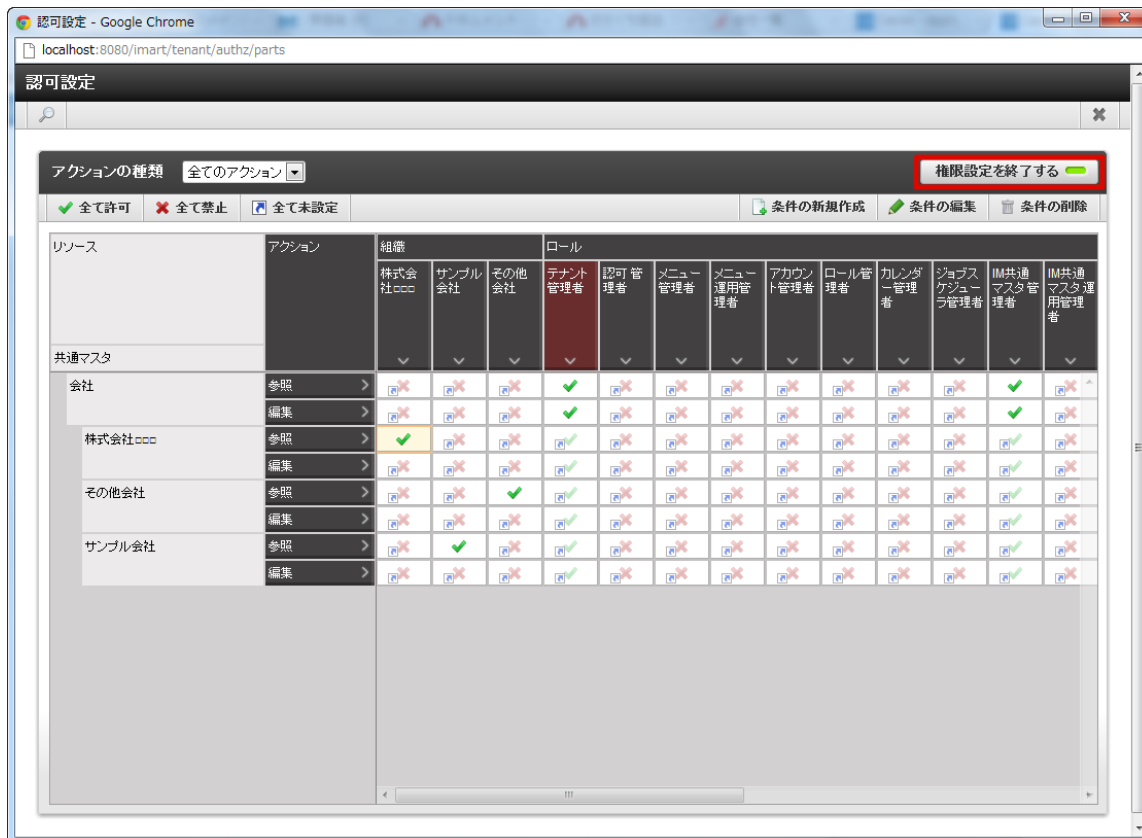 認可設定 - Google Chrome
localhost:8080/imart/tenant/authz/parts
認可設定
アクションの種類 全てのアクション 権限設定を終了する
全て許可 全て禁止 全て未設定 条件の新規作成 条件の編集 条件の削除
リソース アクション 組織 ロール
株式会社□□□ サンプル会社 その他会社 テナント管理者 認可管理者 メニュー管理者 メニュー運用管理者 アカウント管理者 ロール管理者 カレンダー管理者 ジョブスケジューラ管理者 IM共通マスタ管理者 IM共通マスタ運用管理者
共通マスタ
会社 参照
編集
株式会社□□□ 参照
編集
その他会社 参照
編集
サンプル会社 参照
編集